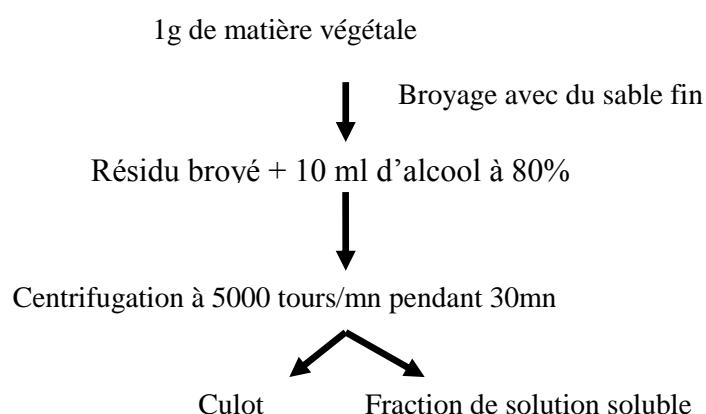 1g de matière végétale
Broyage avec du sable fin
Résidu broyé + 10 ml d’alcool à 80%
Centrifugation à 5000 tours/mn pendant 30mn
Culot Fraction de solution soluble